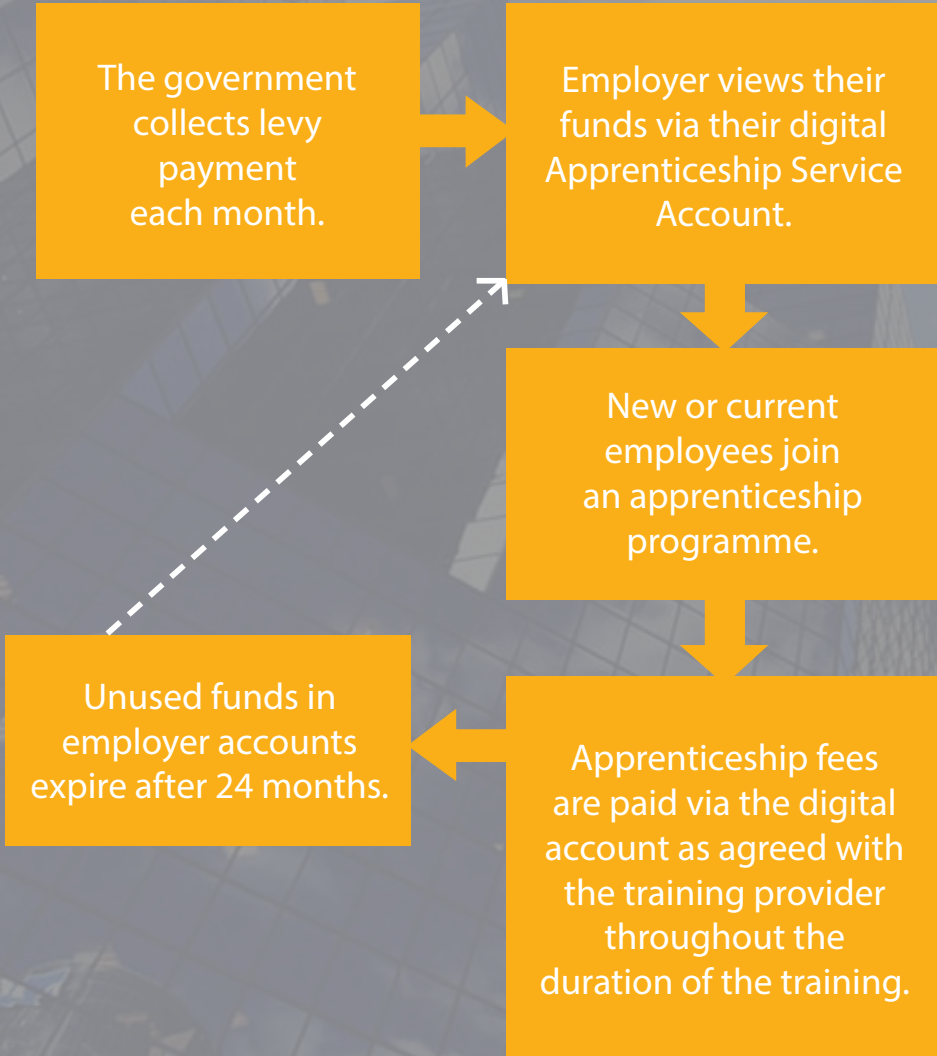 The government
collects levy
payment
each month.
Employer views their
funds via their digital
Apprenticeship Service
Account.
New or current
employees join
an apprenticeship
programme.
Apprenticeship fees
are paid via the digital
account as agreed with
the training provider
throughout the
duration of the training.
Unused funds in
employer accounts
expire after 24 months.